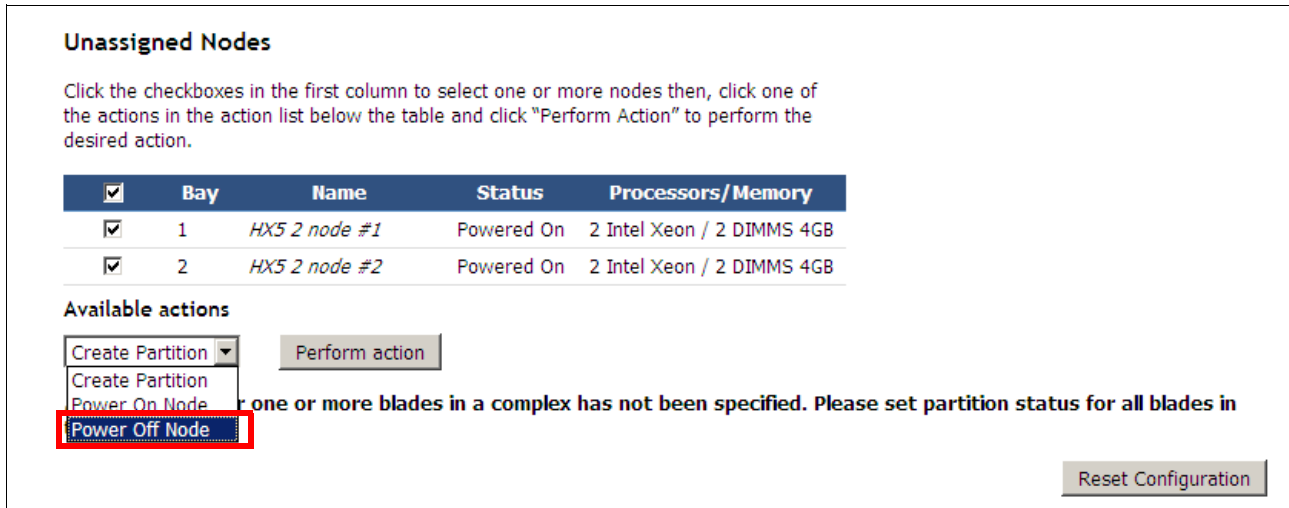 Unassigned Nodes
Click the checkboxes in the first column to select one or more nodes then, click one of
the actions in the action list below the table and click “Perform Action” to perform the
desired action.
Bay Name Status Processors/Memory
1 HX5 2 node #1 Powered On 2 Intel Xeon / 2 DIMMS 4GB
2 HX5 2 node #2 Powered On 2 Intel Xeon / 2 DIMMS 4GB
Available actions
Create Partition Perform action
Create Partition
Power On Node one or more blades in a complex has not been specified. Please set partition status for all blades in
Power Off Node
Reset Configuration